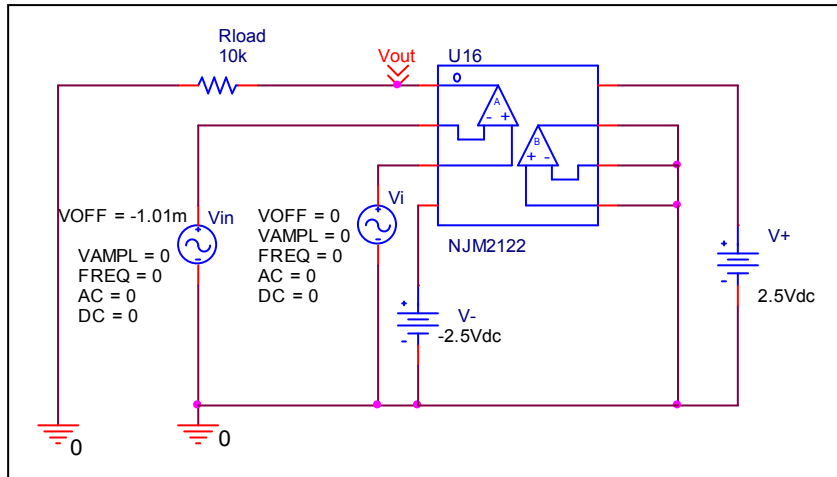 Rload
10k
Vout
U16
A
- +
B
+ -
VOFF = -1.01m
Vin
VAMPL = 0
FREQ = 0
AC = 0
DC = 0
VOFF = 0
Vi
VAMPL = 0
FREQ = 0
AC = 0
DC = 0
NJM2122
V+
+
-
2.5Vdc
V-
+
-
-2.5Vdc
0
0